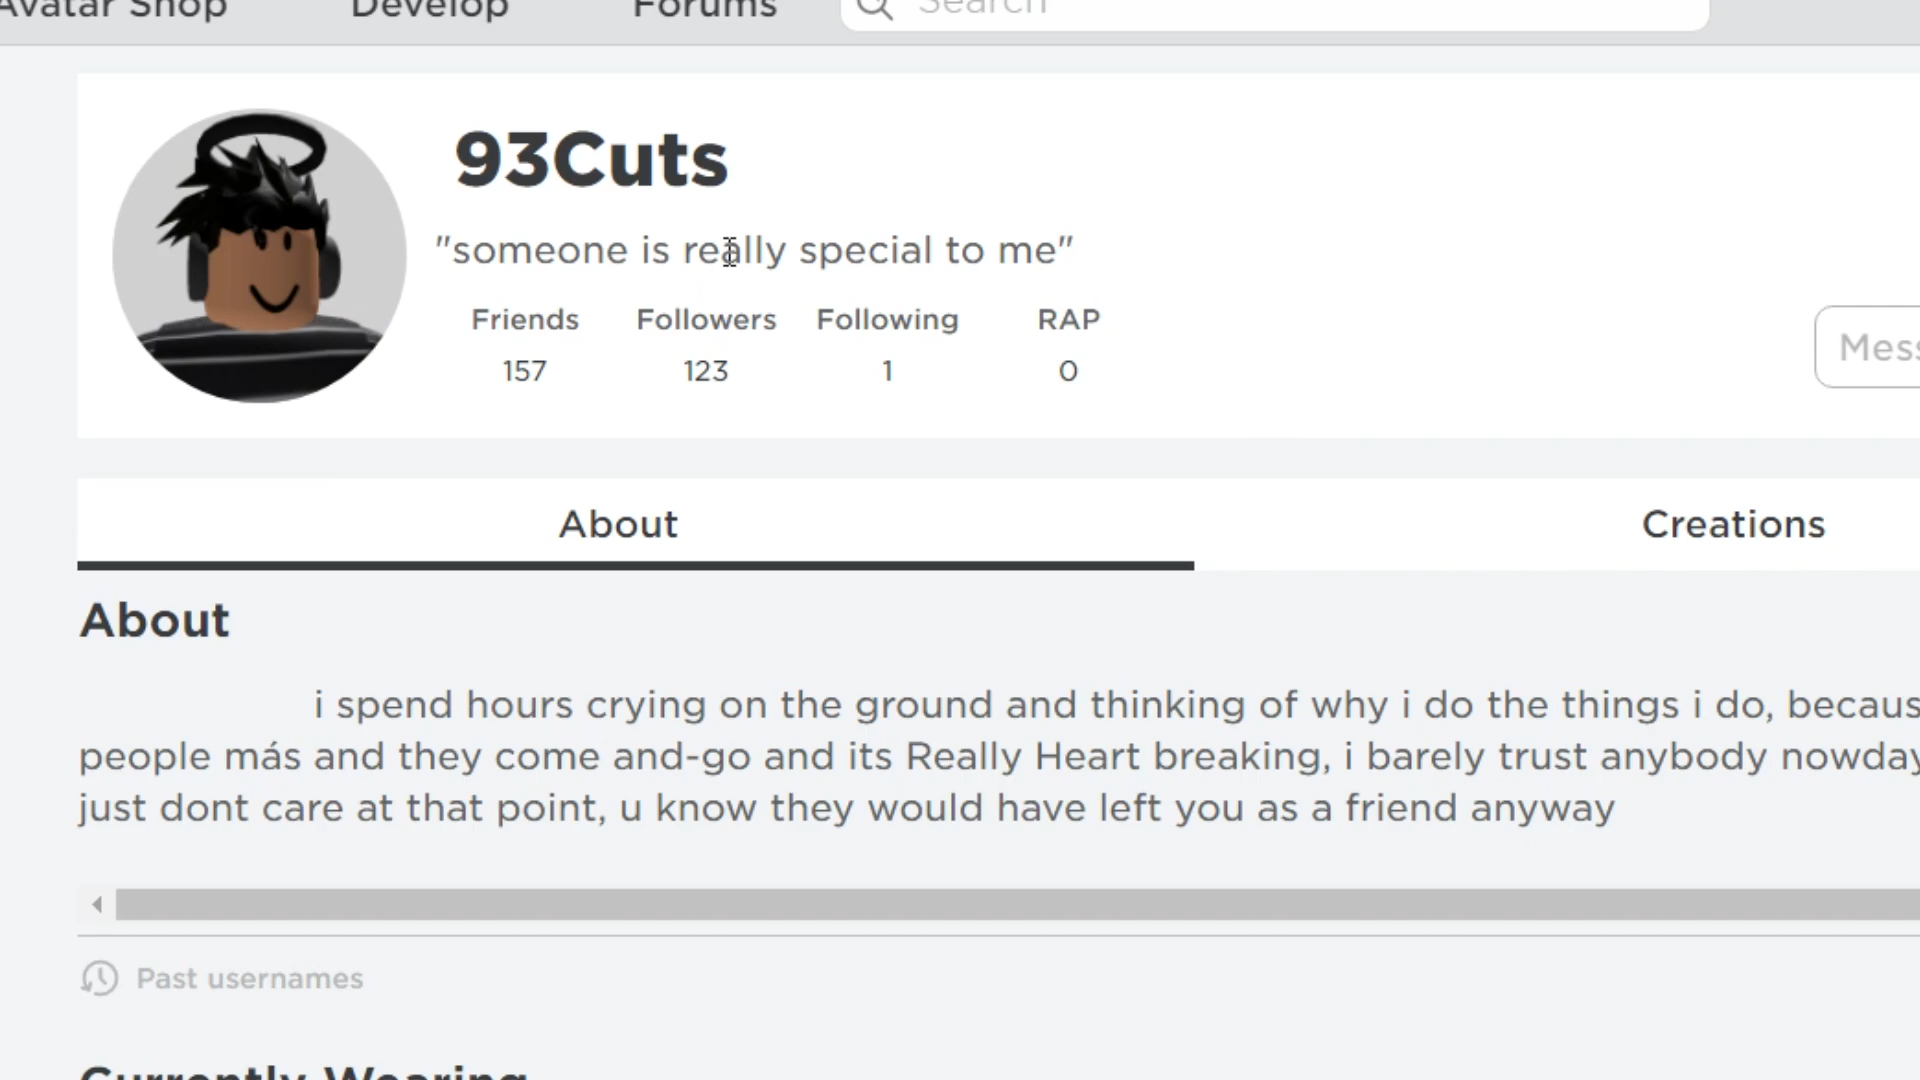 Avatar Shop Develop Forums Search
93Cuts
"someone is really special to me"
Friends Followers Following RAP
157 123 1 0
Mess
About Creations
About
i spend hours crying on the ground and thinking of why i do the things i do, becaus
people más and they come and-go and its Really Heart breaking, i barely trust anybody nowday
just dont care at that point, u know they would have left you as a friend anyway
Past usernames
Currently Wearing